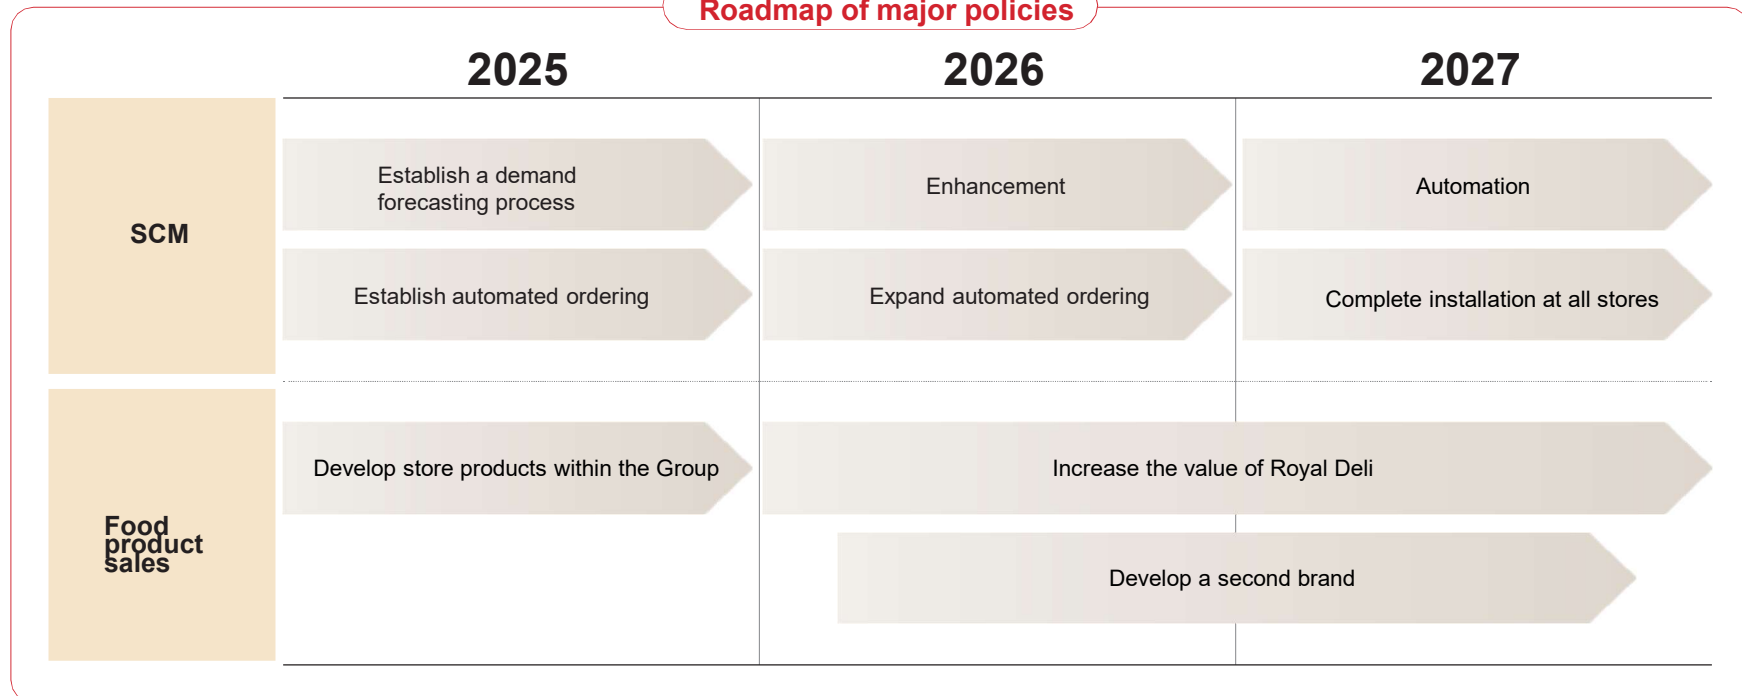 Roadmap of major policies
2025
2026
2027
SCM
Establish a demand
forecasting process
Enhancement
Automation
Establish automated ordering
Expand automated ordering
Complete installation at all stores
Food
product
sales
Develop store products within the Group
Increase the value of Royal Deli
Develop a second brand